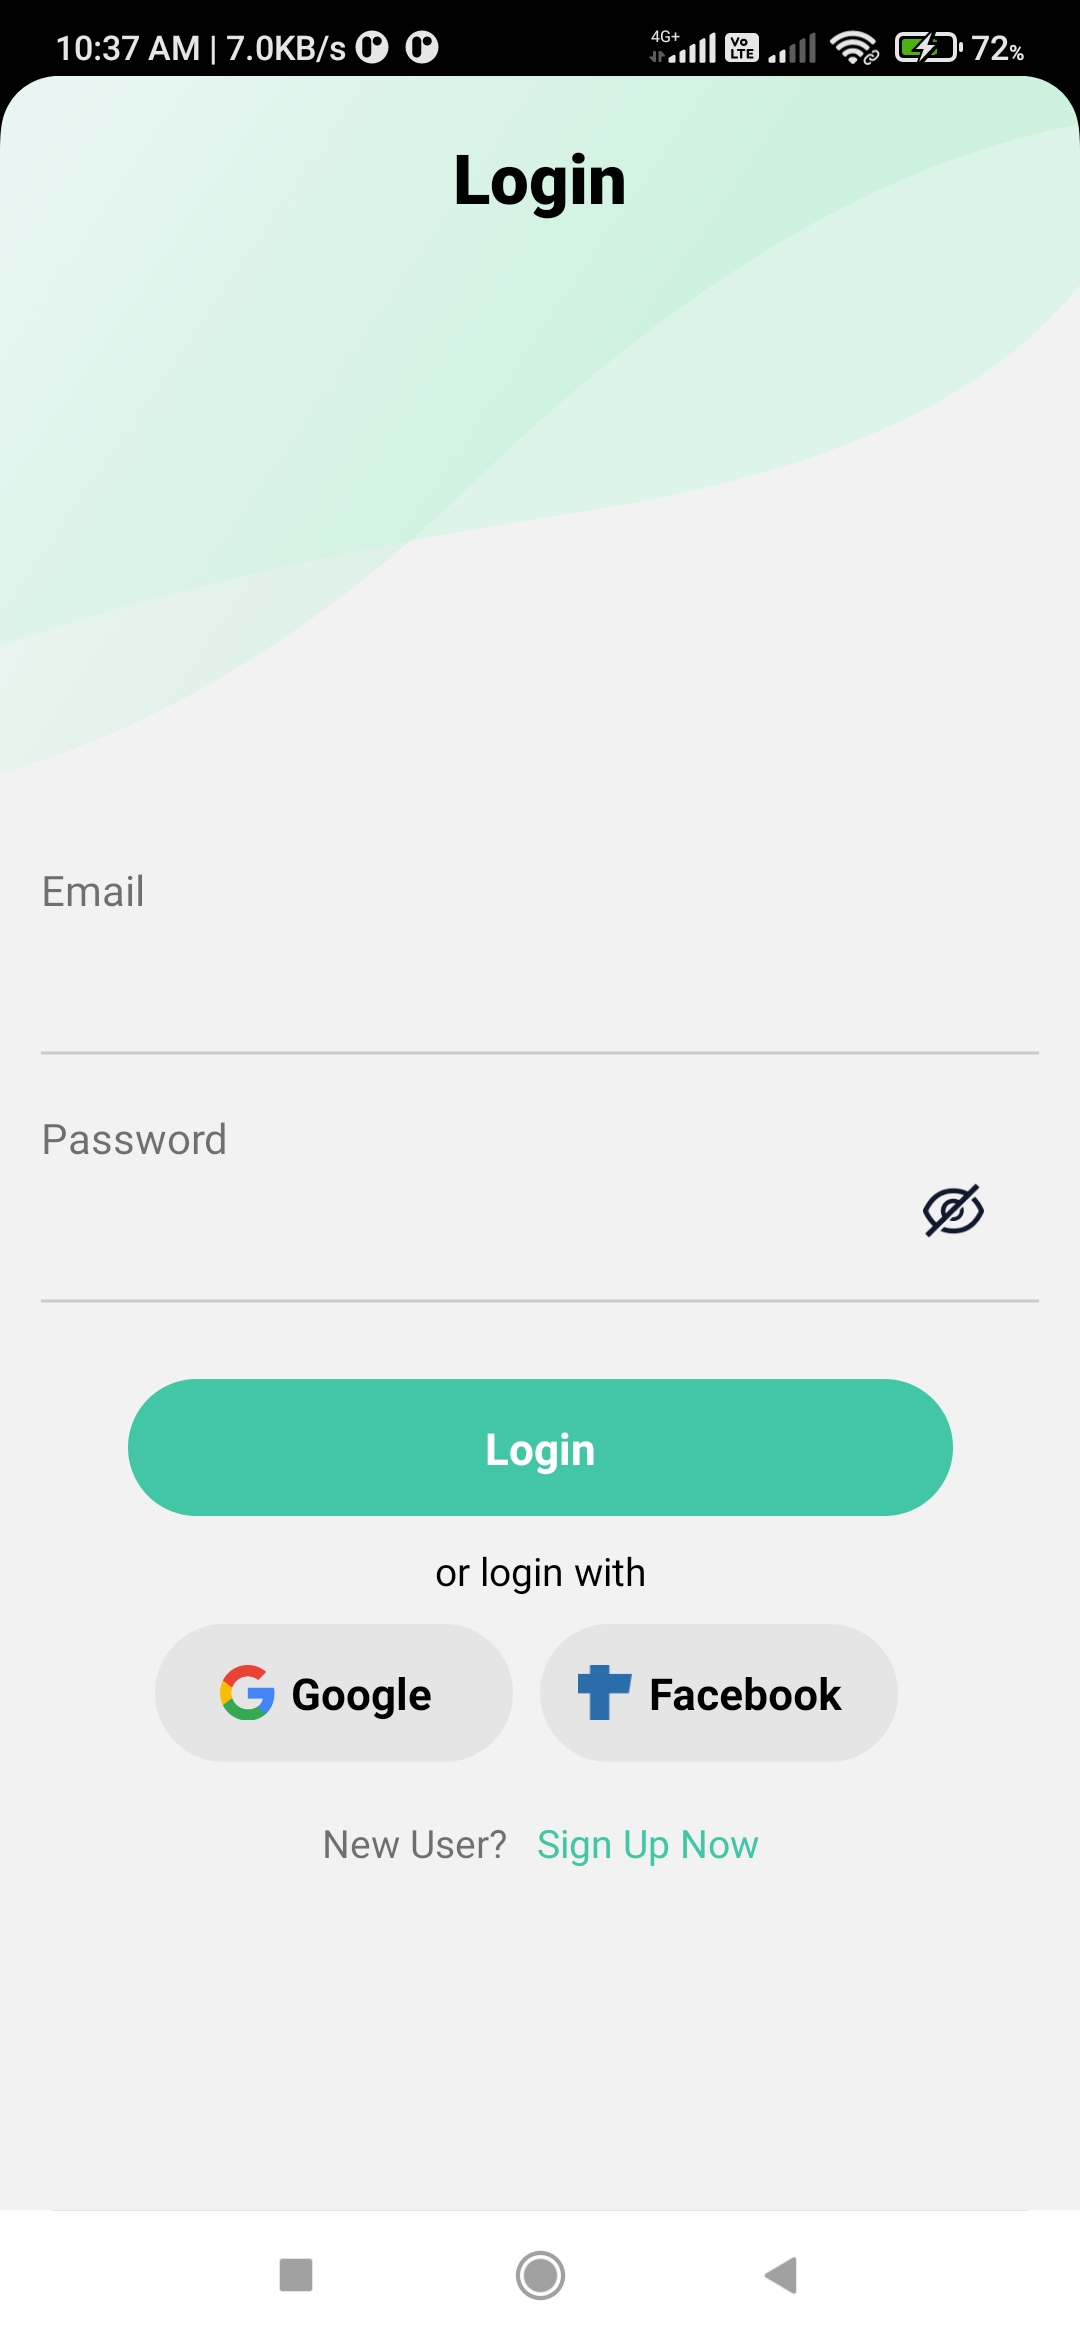 10:37 AM | 7.0KB/s 4G+ Vo LTE 72%
Login
Email
Password
Login
or login with
Google Facebook
New User? Sign Up Now